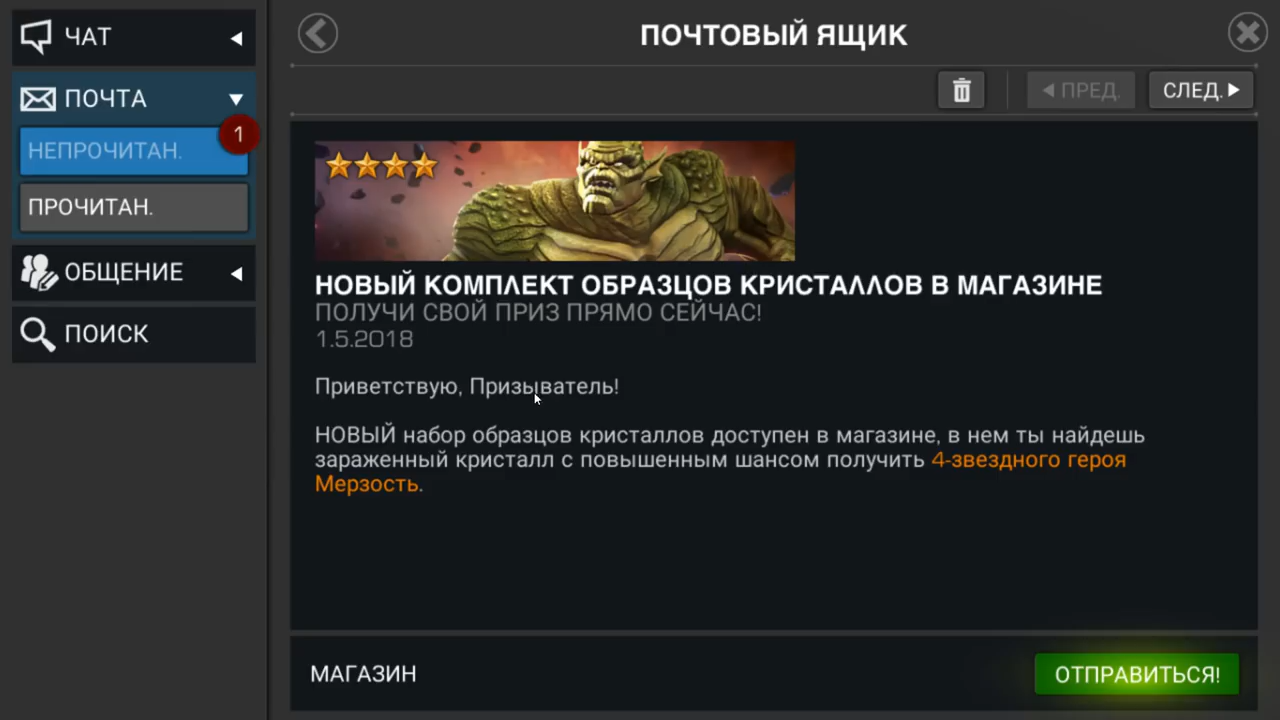 ЧАТ
ПОЧТОВЫЙ ЯЩИК
ПОЧТА
ПРЕД.
СЛЕД.
1
НЕПРОЧИТАН.
ПРОЧИТАН.
ОБЩЕНИЕ
ПОИСК
НОВЫЙ КОМПЛЕКТ ОБРАЗЦОВ КРИСТАЛЛОВ В МАГАЗИНЕ
ПОЛУЧИ СВОЙ ПРИЗ ПРЯМО СЕЙЧАС!
1.5.2018
Приветствую, Призыватель!
НОВЫЙ набор образцов кристаллов доступен в магазине, в нем ты найдешь
зараженный кристалл с повышенным шансом получить 4-звездного героя
Мерзость.
МАГАЗИН
ОТПРАВИТЬСЯ!